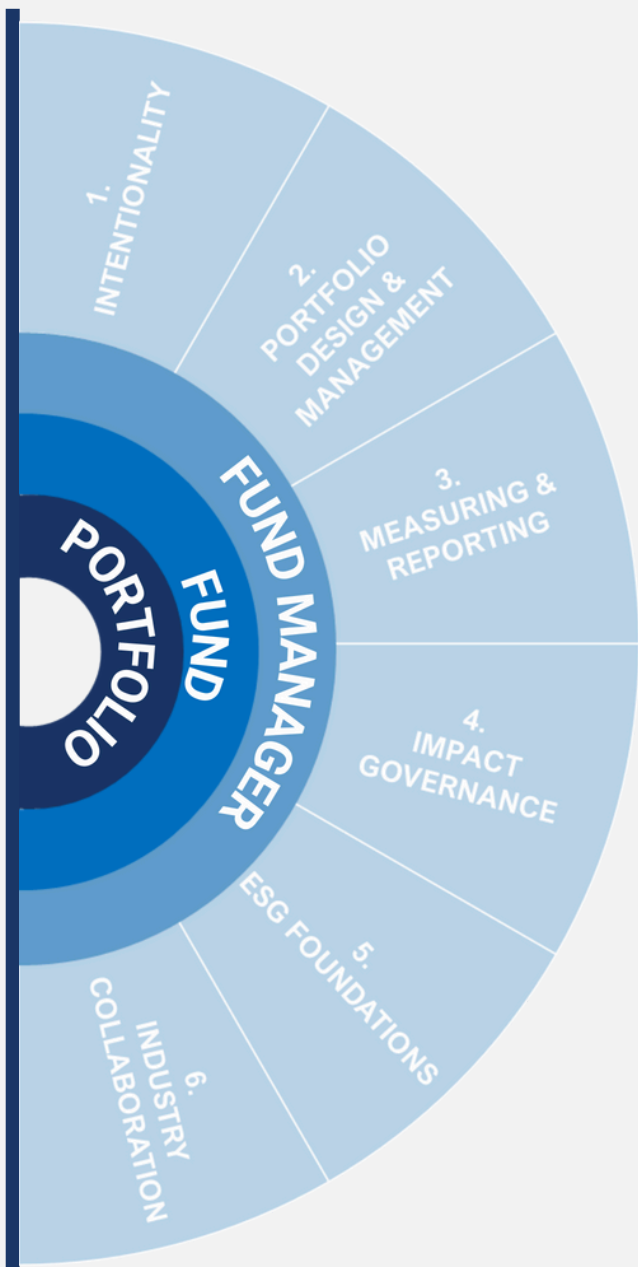 1.
INTENTIONALITY
2.
PORTFOLIO
DESIGN &
MANAGEMENT
3.
MEASURING &
REPORTING
4.
IMPACT
GOVERNANCE
5.
ESG FOUNDATIONS
6.
INDUSTRY
COLLABORATION
FUND MANAGER
FUND
PORTFOLIO